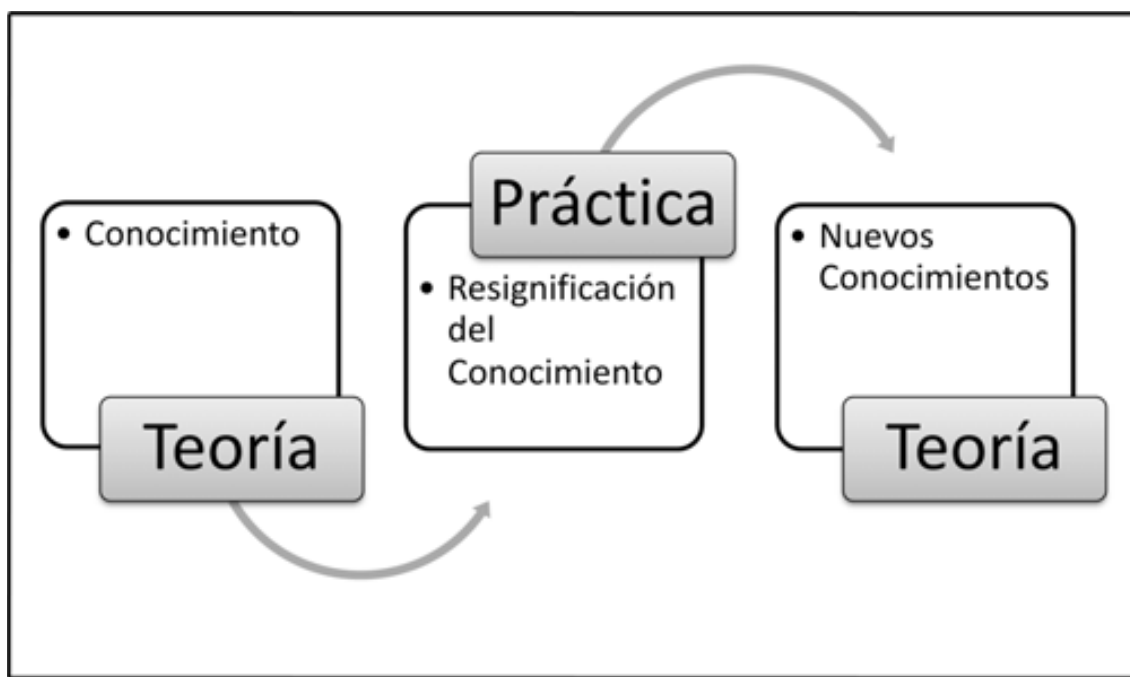 • Conocimiento
Teoría
Práctica
• Resignificación
del
Conocimiento
• Nuevos
Conocimientos
Teoría